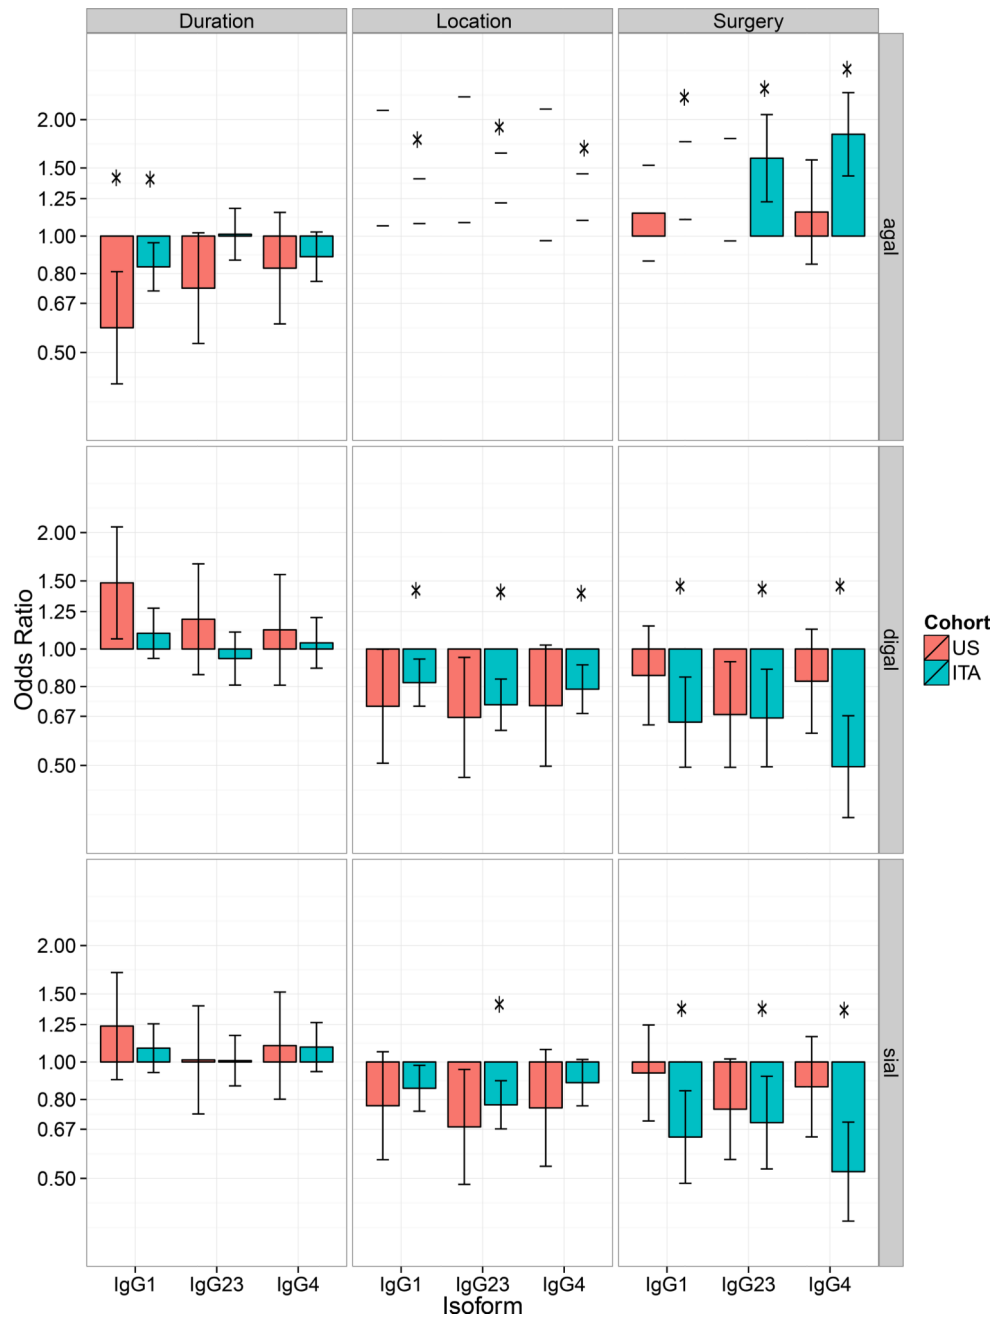 Duration Location Surgery
2.00
1.50
1.25
1.00
0.80
0.67
0.50
agal
2.00
1.50
1.25
1.00
0.80
0.67
0.50
digal
Odds Ratio
Cohort
US
ITA
2.00
1.50
1.25
1.00
0.80
0.67
0.50
sial
IgG1 IgG23 IgG4 IgG1 IgG23 IgG4 IgG1 IgG23 IgG4
Isoform